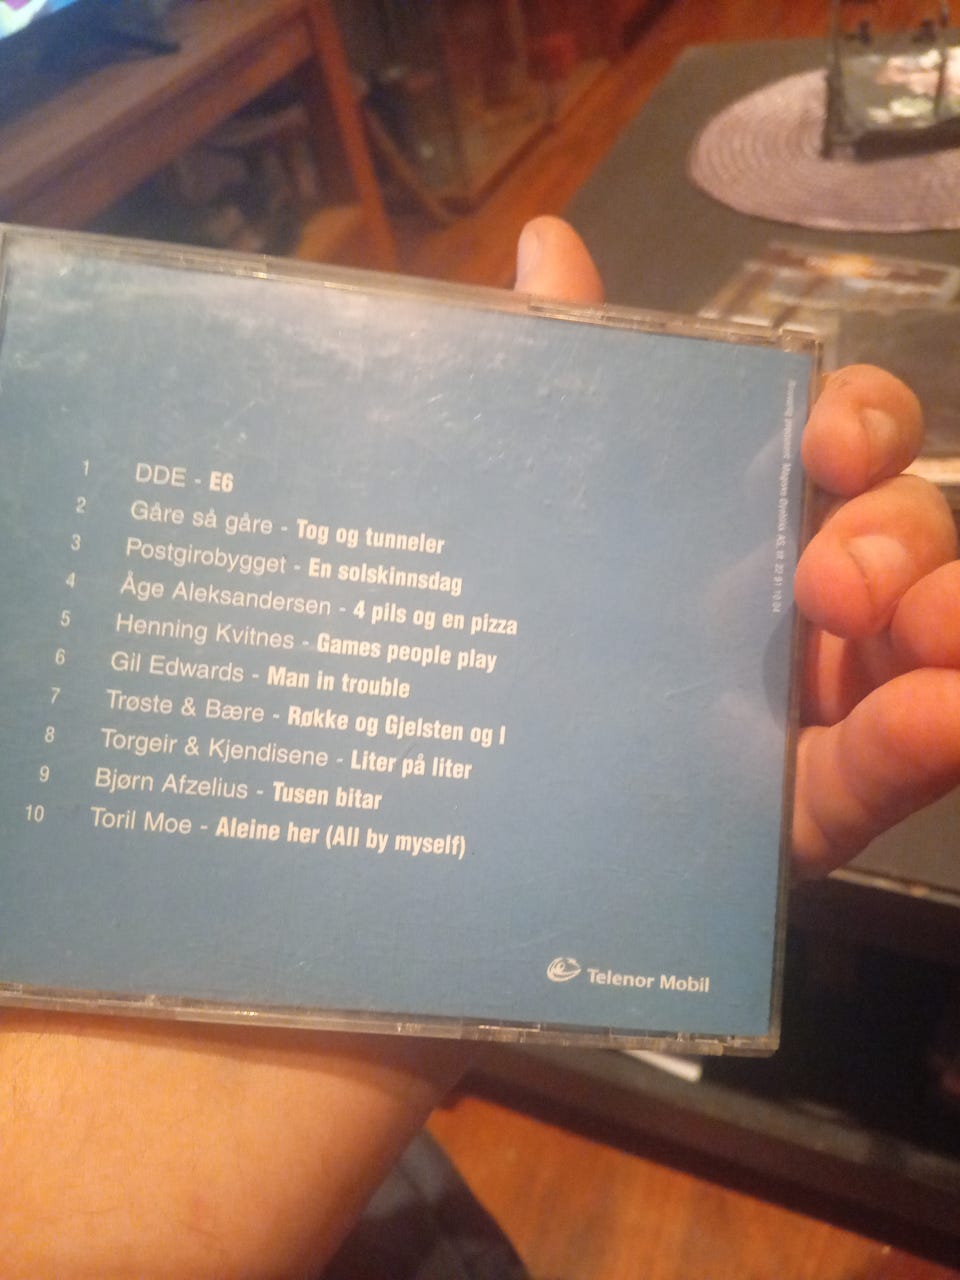 1 DDE - E6
2 Gåre så gåre - Tog og tunneler
3 Postgirobygget - En solskinnsdag
4 Åge Aleksandersen - 4 pils og en pizza
5 Henning Kvitnes - Games people play
6 Gil Edwards - Man in trouble
7 Trøste & Bære - Røkke og Gjelsten og I
8 Torgeir & Kjendisene - Liter på liter
9 Bjørn Afzelius - Tusen bitar
10 Toril Moe - Aleine her (All by myself)
Telenor Mobil